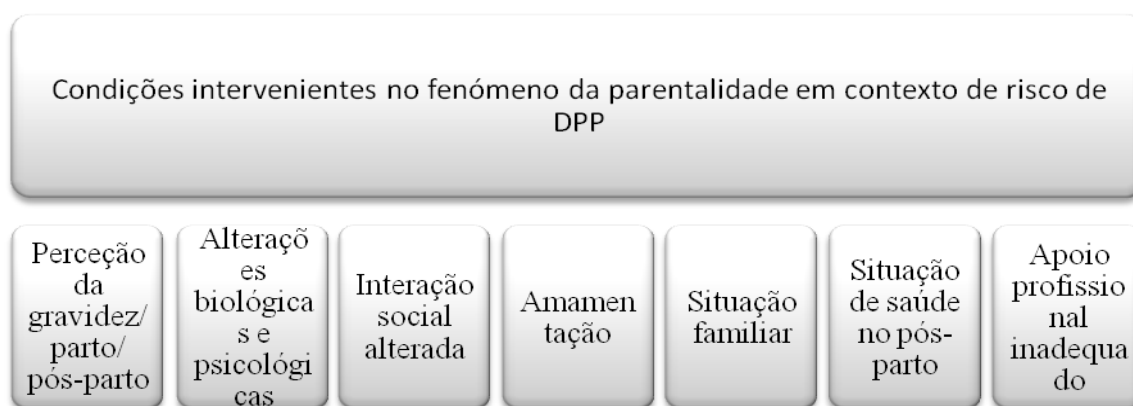 Condições intervenientes no fenómeno da parentalidade em contexto de risco de
DPP
Perceção
da
gravidez/
parto/
pós-parto
Alteraçõ
es
biológica
s e
psicológi
cas
Interação
social
alterada
Amamen
tação
Situação
familiar
Situação
de saúde
no pós-
parto
Apoio
profissio
nal
inadequa
do